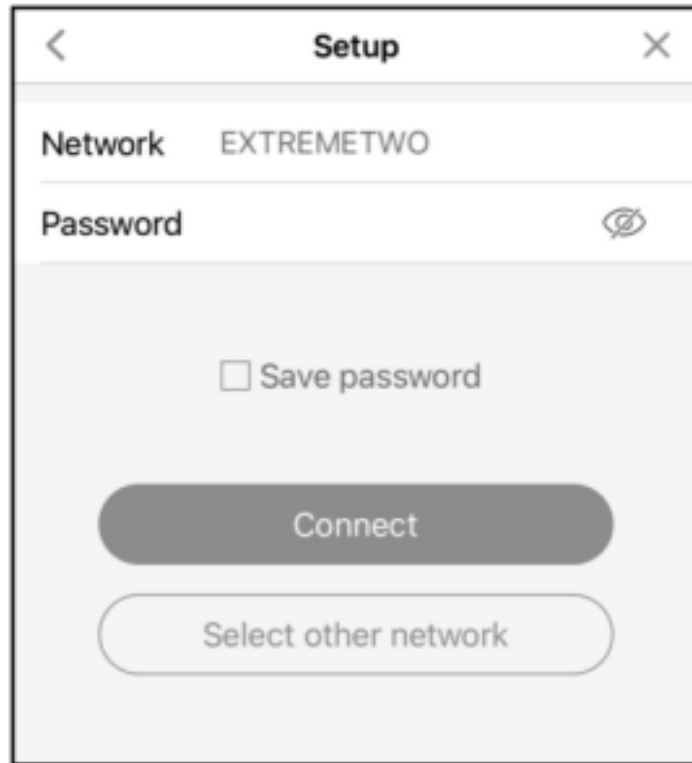 Setup
Network EXTREMETWO
Password
Save password
Connect
Select other network